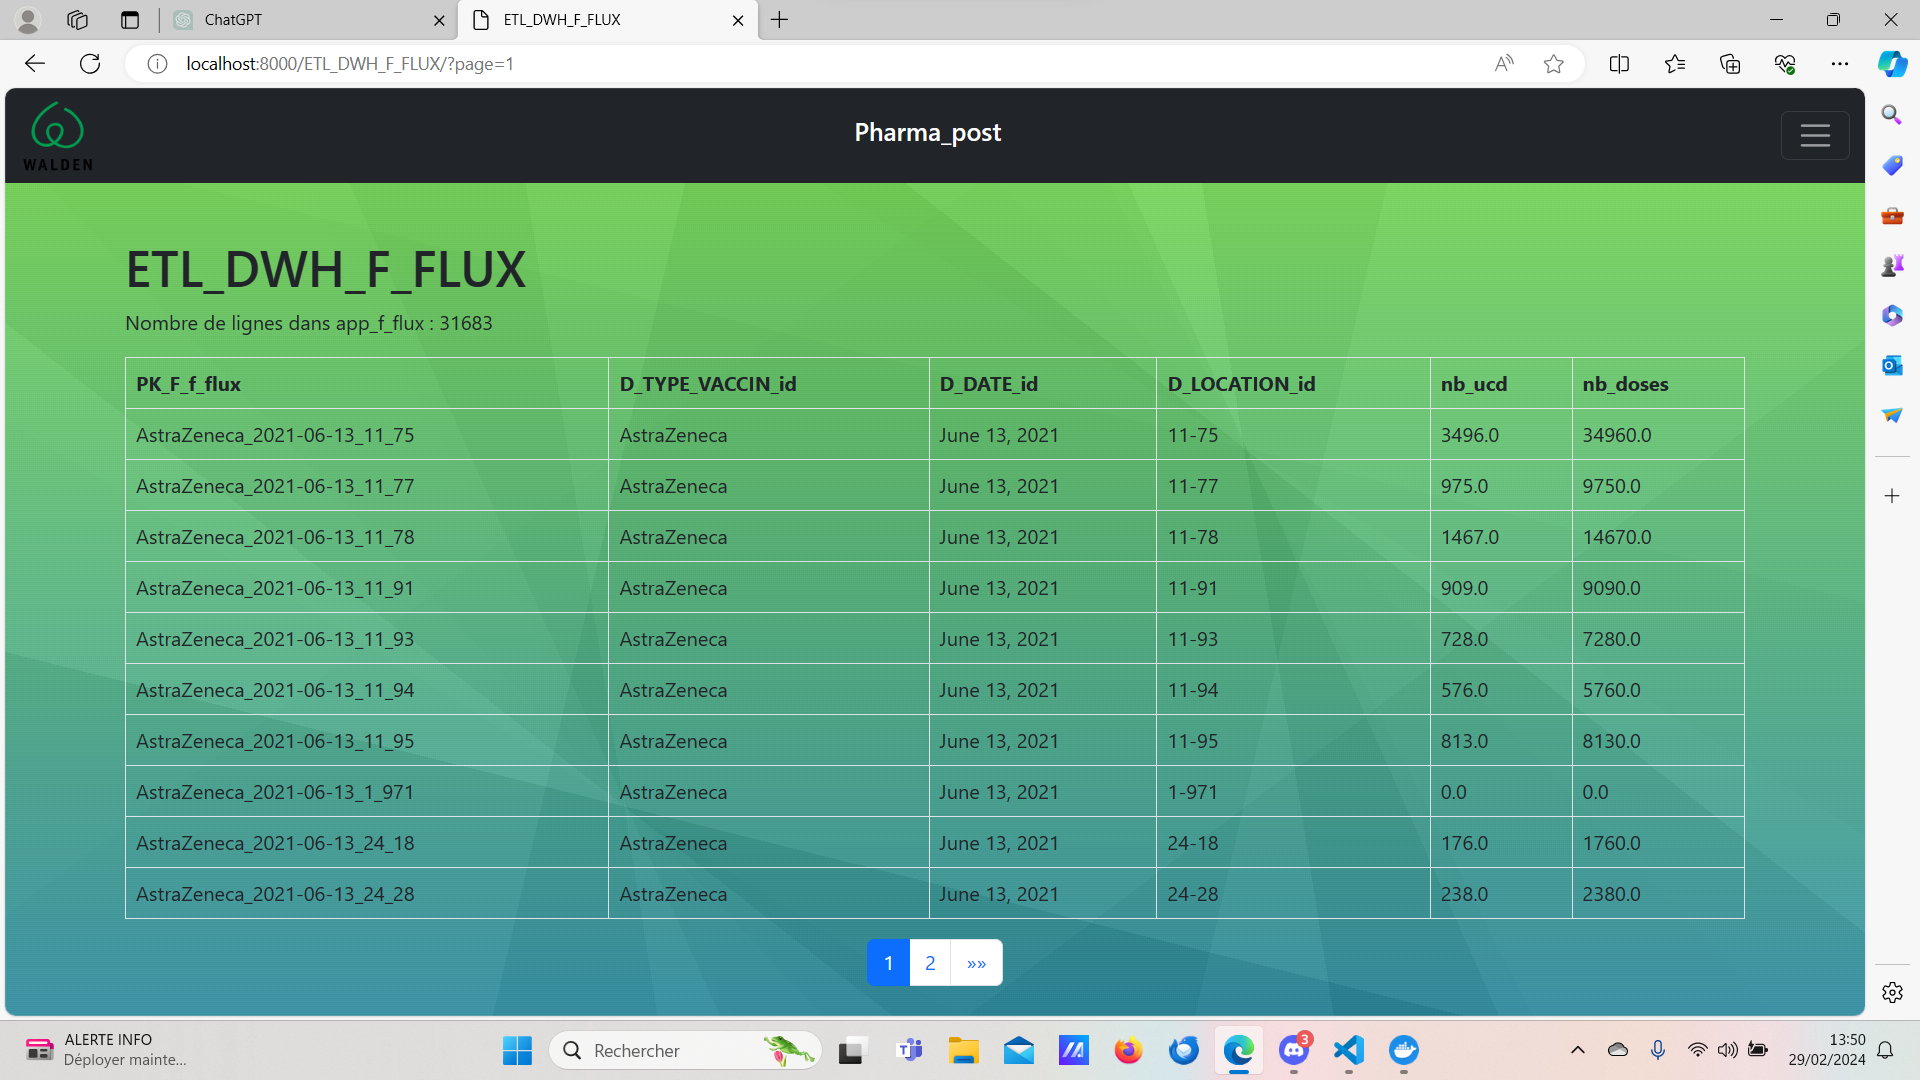 ChatGPT
ETL_DWH_F_FLUX
localhost:8000/ETL_DWH_F_FLUX/?page=1
WALDEN
Pharma_post
ETL_DWH_F_FLUX
Nombre de lignes dans app_f_flux : 31683
PK_F_f_flux D_TYPE_VACCIN_id D_DATE_id D_LOCATION_id nb_ucd nb_doses
AstraZeneca_2021-06-13_11_75 AstraZeneca June 13, 2021 11-75 3496.0 34960.0
AstraZeneca_2021-06-13_11_77 AstraZeneca June 13, 2021 11-77 975.0 9750.0
AstraZeneca_2021-06-13_11_78 AstraZeneca June 13, 2021 11-78 1467.0 14670.0
AstraZeneca_2021-06-13_11_91 AstraZeneca June 13, 2021 11-91 909.0 9090.0
AstraZeneca_2021-06-13_11_93 AstraZeneca June 13, 2021 11-93 728.0 7280.0
AstraZeneca_2021-06-13_11_94 AstraZeneca June 13, 2021 11-94 576.0 5760.0
AstraZeneca_2021-06-13_11_95 AstraZeneca June 13, 2021 11-95 813.0 8130.0
AstraZeneca_2021-06-13_1_971 AstraZeneca June 13, 2021 1-971 0.0 0.0
AstraZeneca_2021-06-13_24_18 AstraZeneca June 13, 2021 24-18 176.0 1760.0
AstraZeneca_2021-06-13_24_28 AstraZeneca June 13, 2021 24-28 238.0 2380.0
1 2 »»
ALERTE INFO
Déployer mainte...
Rechercher
3
13:50
29/02/2024